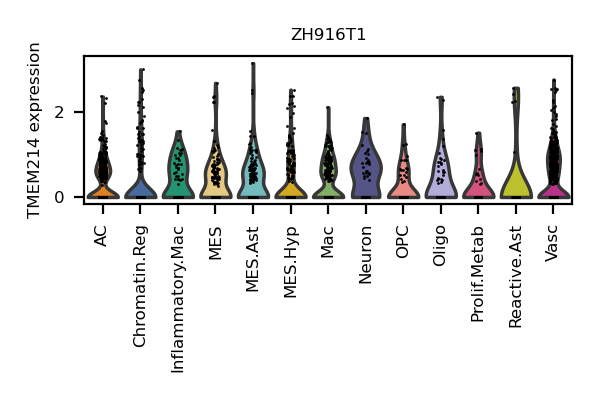 ZH916T1
TMEM214 expression
2
0
AC
Chromatin.Reg
Inflammatory.Mac
MES
MES.Ast
MES.Hyp
Mac
Neuron
OPC
Oligo
Prolif.Metab
Reactive.Ast
Vasc